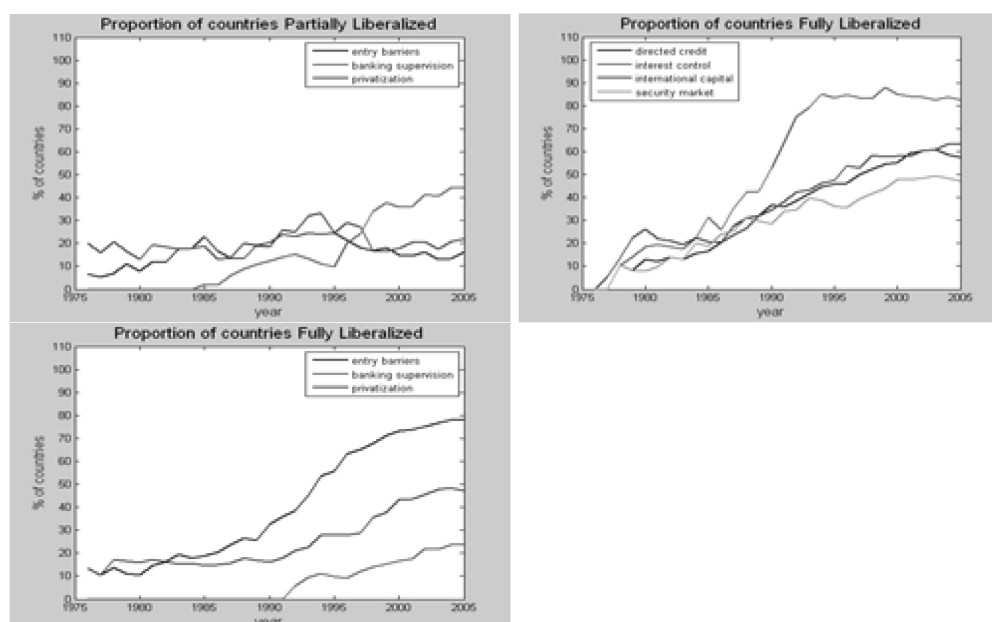 Proportion of countries Partially Liberalized
110
100
90
80
70
60
50
40
30
20
10
0
% of countries
entry barriers
banking supervision
privatization
1975 1980 1985 1990 1995 2000 2005
year
Proportion of countries Fully Liberalized
110
100
90
80
70
60
50
40
30
20
10
0
% of countries
directed credit
interest control
international capital
security market
1975 1980 1985 1990 1995 2000 2005
year
Proportion of countries Fully Liberalized
110
100
90
80
70
60
50
40
30
20
10
0
% of countries
entry barriers
banking supervision
privatization
1975 1980 1985 1990 1995 2000 2005
year